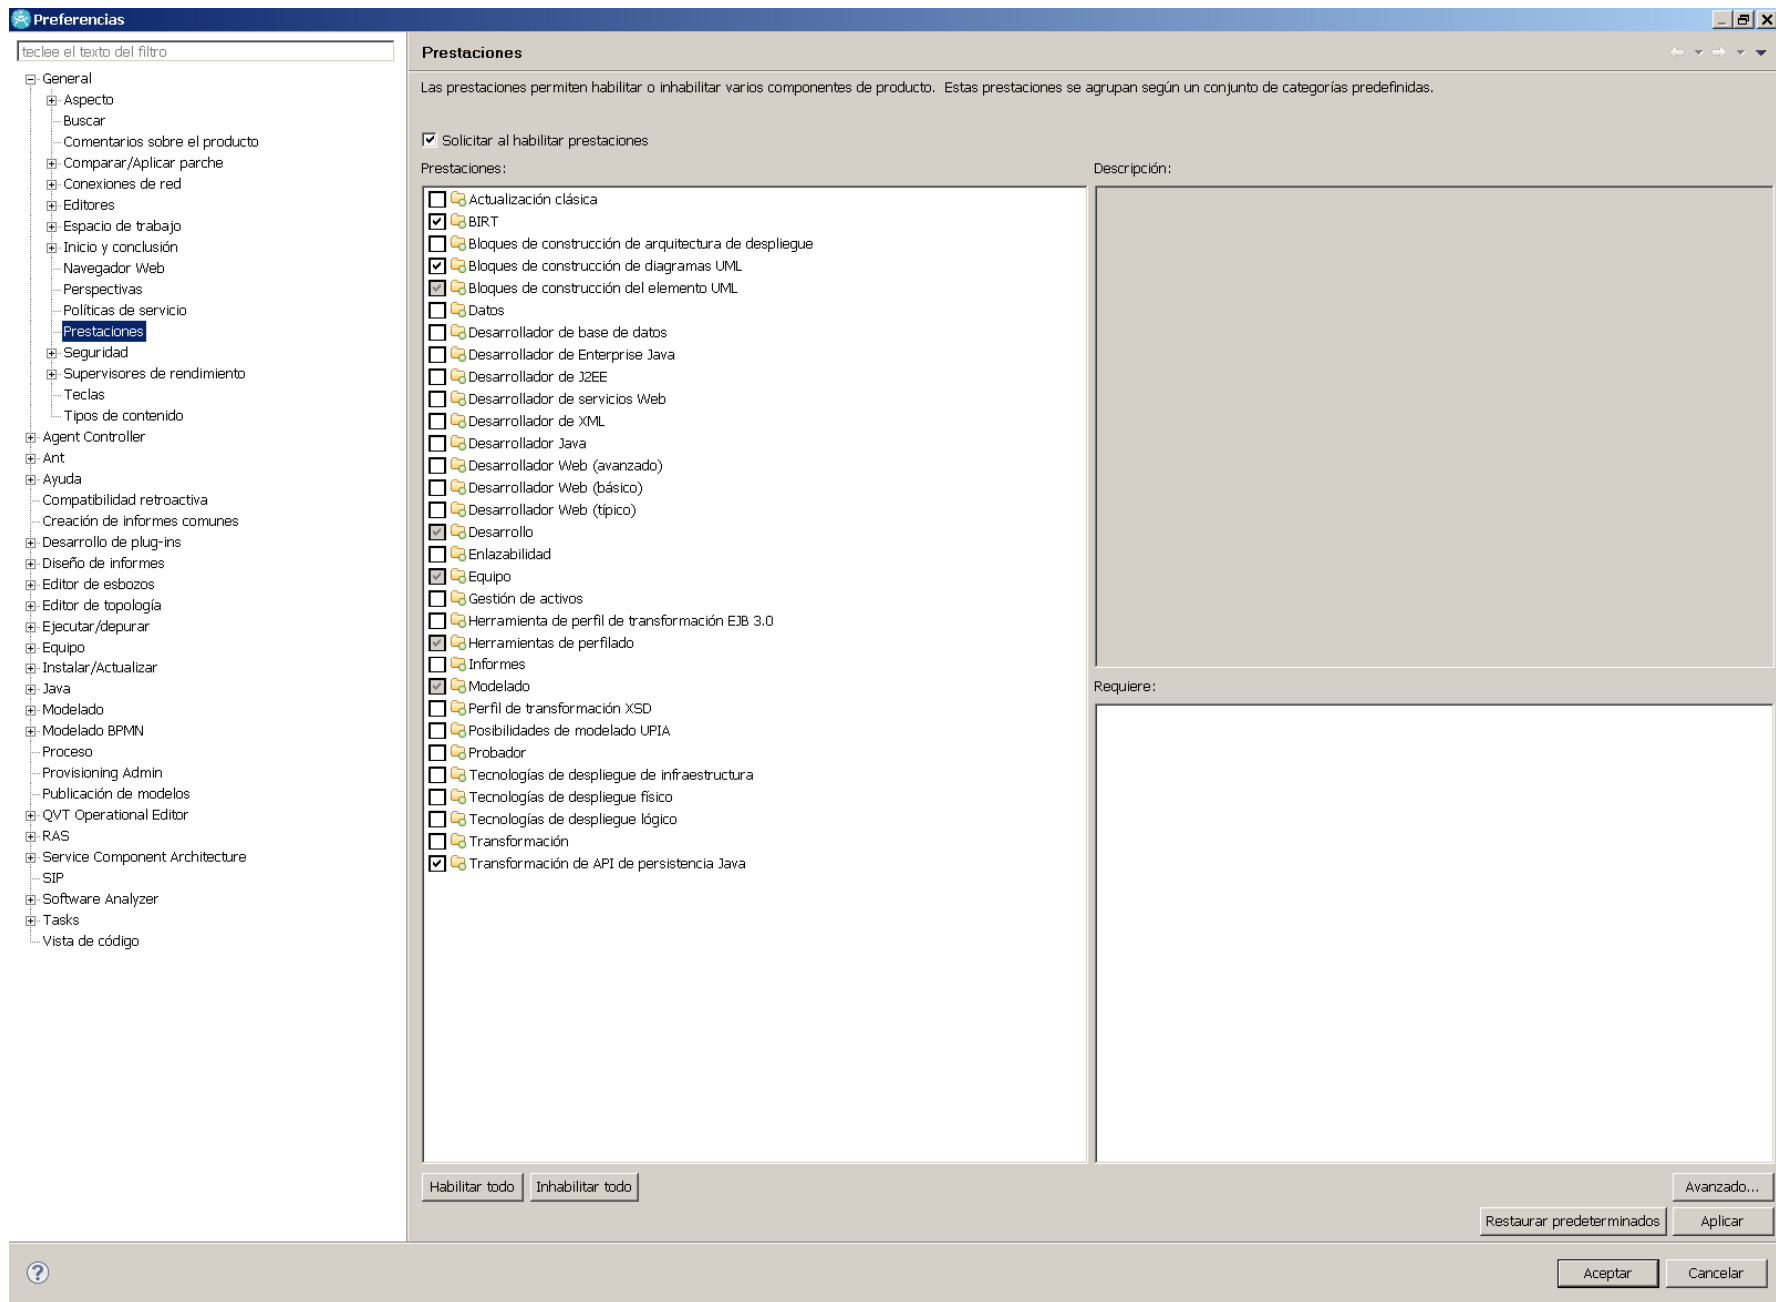 Preferencias
teclee el texto del filtro
General
Aspecto
Buscar
Comentarios sobre el producto
Comparar/Aplicar parche
Conexiones de red
Editores
Espacio de trabajo
Inicio y conclusión
Navegador Web
Perspectivas
Políticas de servicio
Prestaciones
Seguridad
Supervisores de rendimiento
Teclas
Tipos de contenido
Agent Controller
Ant
Ayuda
Compatibilidad retroactiva
Creación de informes comunes
Desarrollo de plug-ins
Diseño de informes
Editor de esbozos
Editor de topología
Ejecutar/depurar
Equipo
Instalar/Actualizar
Java
Modelado
Modelado BPMN
Proceso
Provisioning Admin
Publicación de modelos
QVT Operational Editor
RAS
Service Component Architecture
SIP
Software Analyzer
Tasks
Vista de código
Prestaciones
Las prestaciones permiten habilitar o inhabilitar varios componentes de producto. Estas prestaciones se agrupan según un conjunto de categorías predefinidas.
Solicitar al habilitar prestaciones
Prestaciones:
Actualización clásica
BIRT
Bloques de construcción de arquitectura de despliegue
Bloques de construcción de diagramas UML
Bloques de construcción del elemento UML
Datos
Desarrollador de base de datos
Desarrollador de Enterprise Java
Desarrollador de J2EE
Desarrollador de servicios Web
Desarrollador de XML
Desarrollador Java
Desarrollador Web (avanzado)
Desarrollador Web (básico)
Desarrollador Web (típico)
Desarrollo
Enlazabilidad
Equipo
Gestión de activos
Herramienta de perfil de transformación EJB 3.0
Herramientas de perfilado
Informes
Modelado
Perfil de transformación XSD
Posibilidades de modelado UPIA
Probador
Tecnologías de despliegue de infraestructura
Tecnologías de despliegue físico
Tecnologías de despliegue lógico
Transformación
Transformación de API de persistencia Java
Descripción:
Requiere:
Habilitar todo
Inhabilitar todo
Avanzado...
Restaurar predeterminados
Aplicar
Aceptar
Cancelar